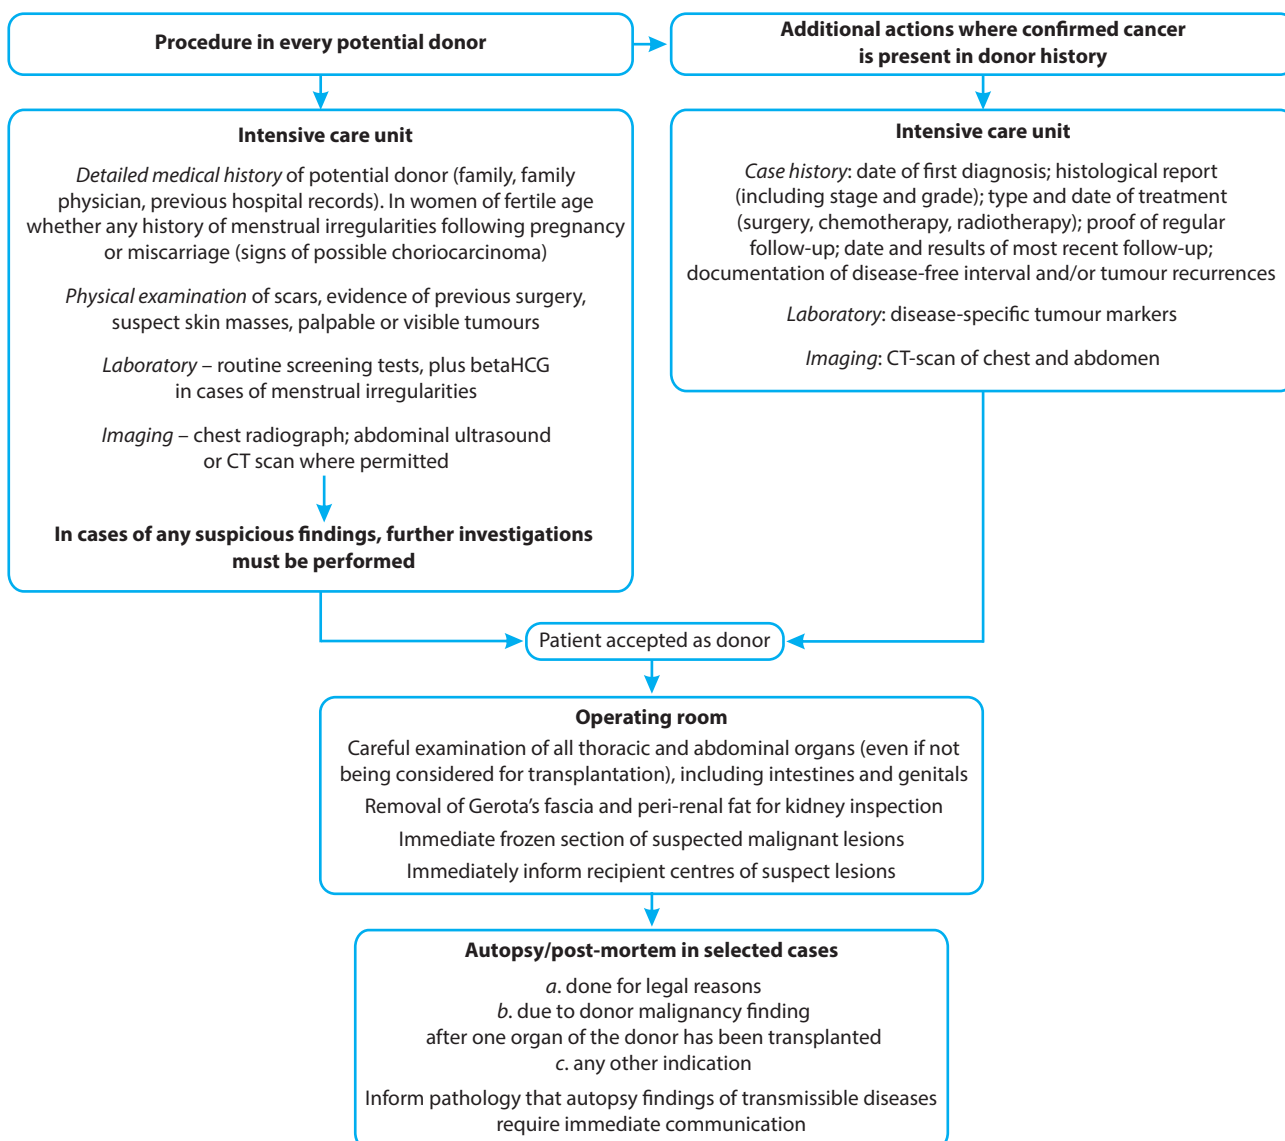 Procedure in every potential donor
Additional actions where confirmed cancer
is present in donor history
Intensive care unit
Detailed medical history of potential donor (family, family
physician, previous hospital records). In women of fertile age
whether any history of menstrual irregularities following pregnancy
or miscarriage (signs of possible choriocarcinoma)
Physical examination of scars, evidence of previous surgery,
suspect skin masses, palpable or visible tumours
Laboratory – routine screening tests, plus betaHCG
in cases of menstrual irregularities
Imaging – chest radiograph; abdominal ultrasound
or CT scan where permitted
In cases of any suspicious findings, further investigations
must be performed
Intensive care unit
Case history: date of first diagnosis; histological report
(including stage and grade); type and date of treatment
(surgery, chemotherapy, radiotherapy); proof of regular
follow-up; date and results of most recent follow-up;
documentation of disease-free interval and/or tumour recurrences
Laboratory: disease-specific tumour markers
Imaging: CT-scan of chest and abdomen
Patient accepted as donor
Operating room
Careful examination of all thoracic and abdominal organs (even if not
being considered for transplantation), including intestines and genitals
Removal of Gerota’s fascia and peri-renal fat for kidney inspection
Immediate frozen section of suspected malignant lesions
Immediately inform recipient centres of suspect lesions
Autopsy/post-mortem in selected cases
a. done for legal reasons
b. due to donor malignancy finding
after one organ of the donor has been transplanted
c. any other indication
Inform pathology that autopsy findings of transmissible diseases
require immediate communication